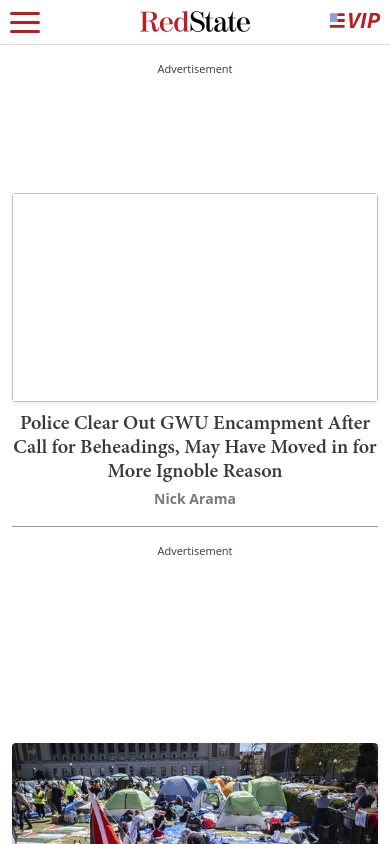 RedState
VIP
Advertisement
Police Clear Out GWU Encampment After
Call for Beheadings, May Have Moved in for
More Ignoble Reason
Nick Arama
Advertisement